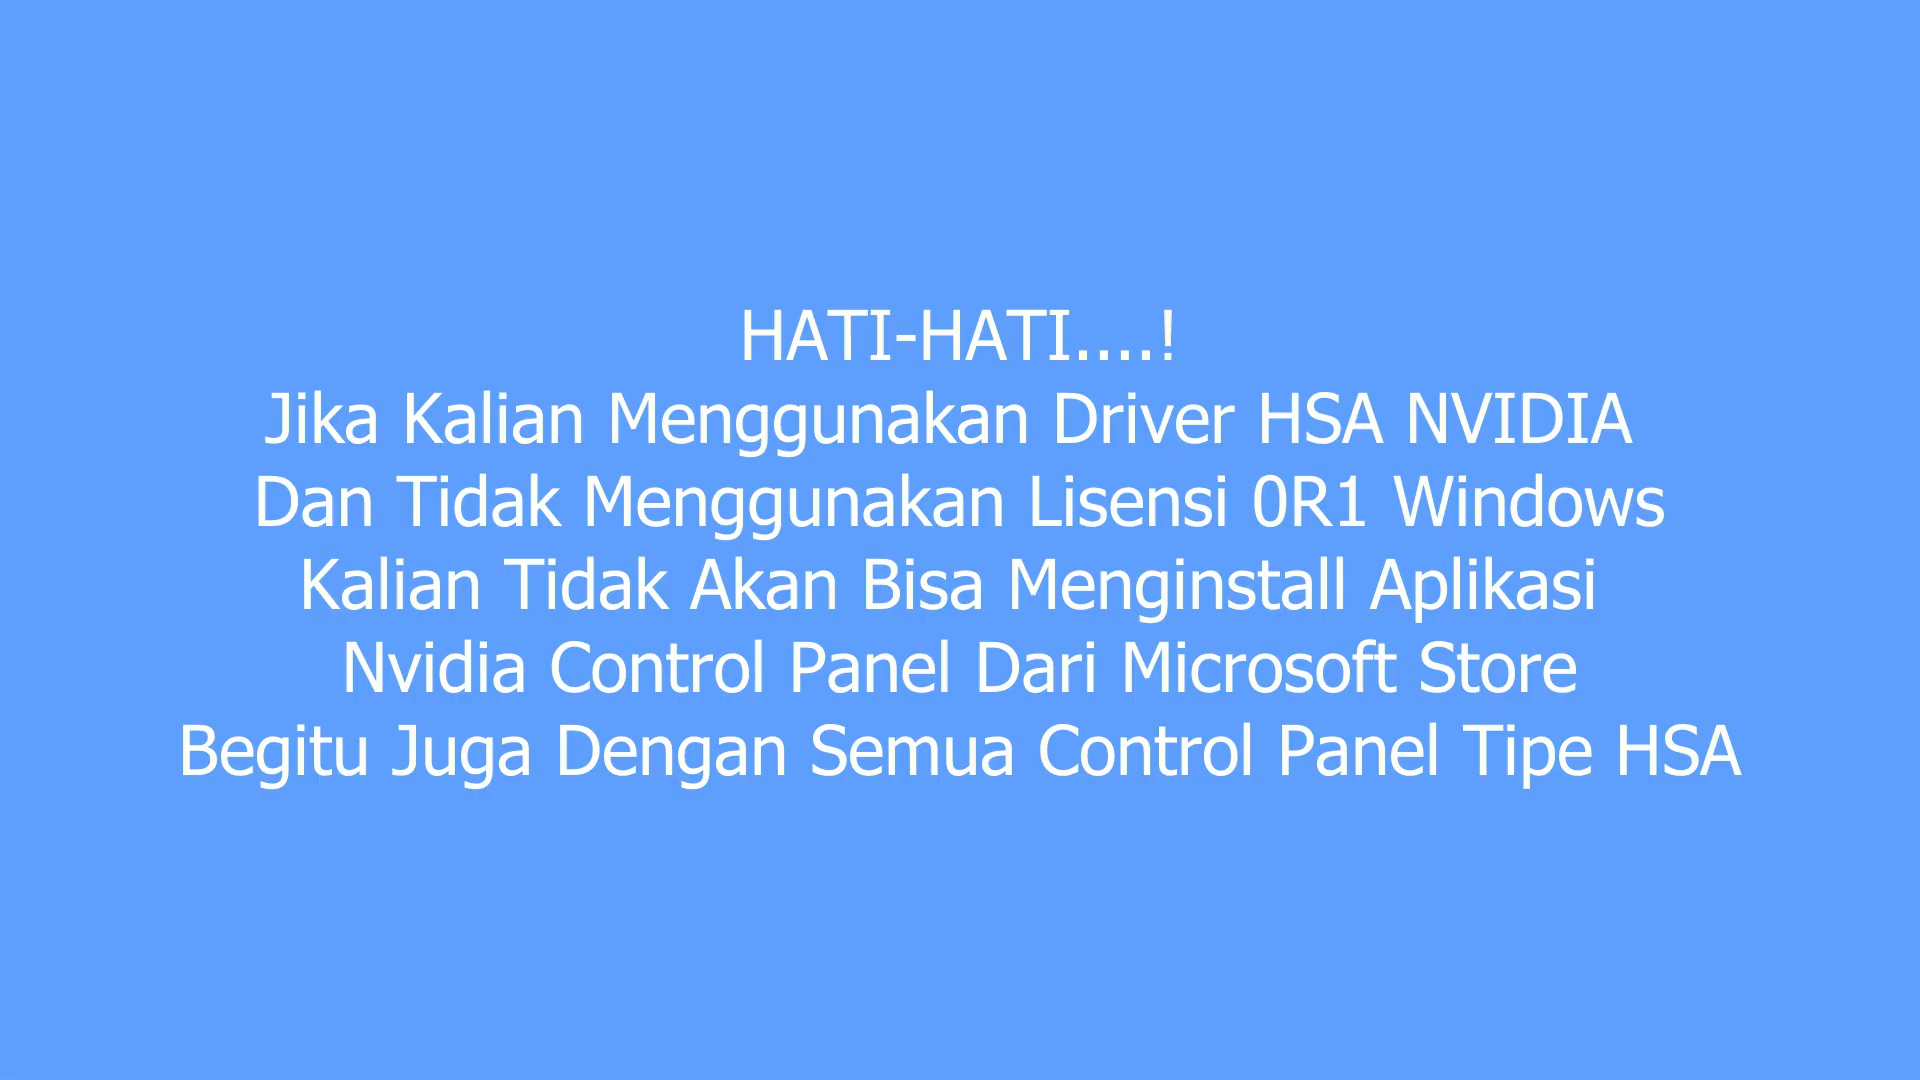 HATI-HATI....!
Jika Kalian Menggunakan Driver HSA NVIDIA
Dan Tidak Menggunakan Lisensi 0R1 Windows
Kalian Tidak Akan Bisa Menginstall Aplikasi
Nvidia Control Panel Dari Microsoft Store
Begitu Juga Dengan Semua Control Panel Tipe HSA